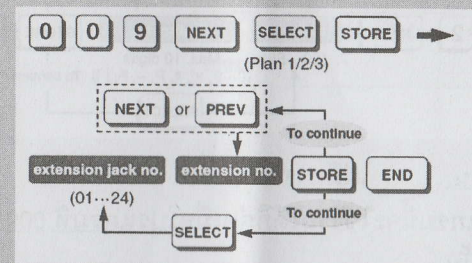 0 0 9 NEXT SELECT STORE
(Plan 1/2/3)
NEXT or PREV
To continue
extension jack no. extension no. STORE END
(01···24)
To continue
SELECT